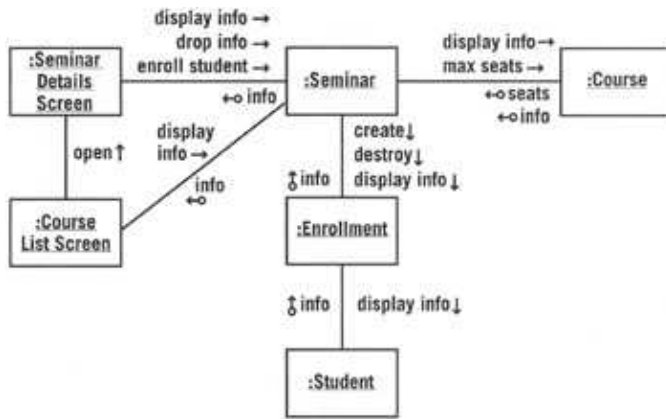 display info →
drop info →
enroll student →
:Seminar
Details
Screen
:Seminar
display info →
max seats →
:Course
←o info
←o seats
←o info
display
info →
create↓
destroy↓
display info↓
open↑
info
←o
↑o info
:Course
List Screen
:Enrollment
↑o info
display info↓
:Student